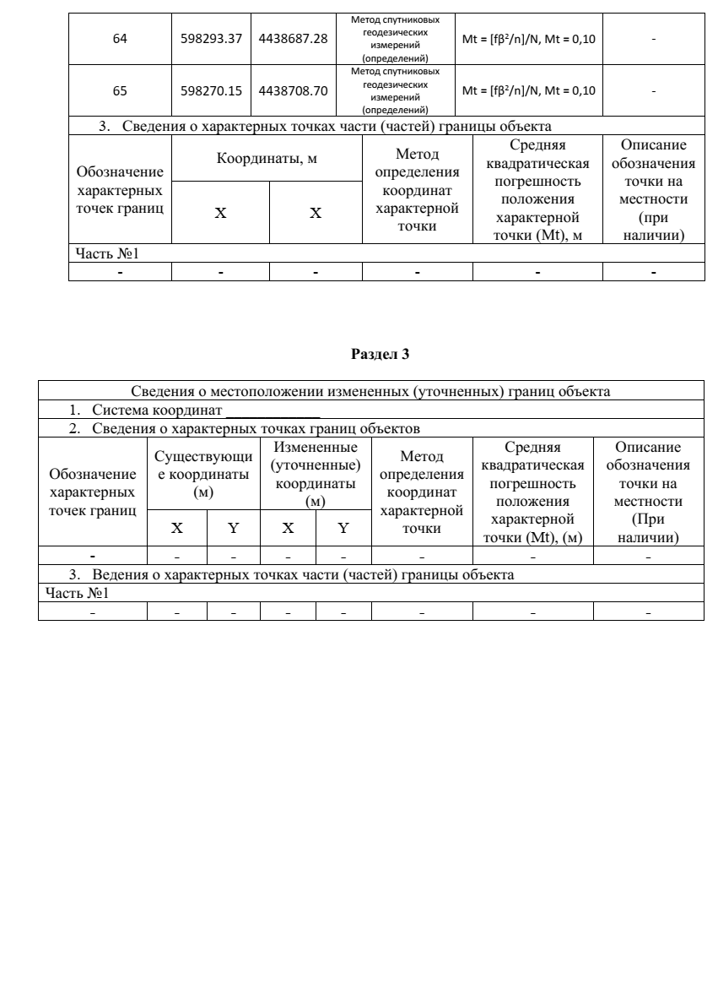 Метод спутниковых
геодезических
64 598293.37 4438687.28 измерений Mt = [fβ²/n]/N, Mt = 0,10 -
(определений)
Метод спутниковых
геодезических
65 598270.15 4438708.70 измерений Mt = [fβ²/n]/N, Mt = 0,10 -
(определений)
3. Сведения о характерных точках части (частей) границы объекта
Обозначение
характерных
точек границ
Координаты, м
X X
Метод
определения
координат
характерной
точки
Средняя
квадратическая
погрешность
положения
характерной
точки (Mt), м
Описание
обозначения
точки на
местности
(при
наличии)
Часть №1
- - - - - -
Раздел 3
Сведения о местоположении измененных (уточненных) границ объекта
1. Система координат _____________
2. Сведения о характерных точках границ объектов
Обозначение
характерных
точек границ
Существующи
е координаты
(м)
X Y
Измененные
(уточненные)
координаты
(м)
X Y
Метод
определения
координат
характерной
точки
Средняя
квадратическая
погрешность
положения
характерной
точки (Mt), (м)
Описание
обозначения
точки на
местности
(При
наличии)
- - - - - - - -
3. Ведения о характерных точках части (частей) границы объекта
Часть №1
- - - - - - - -